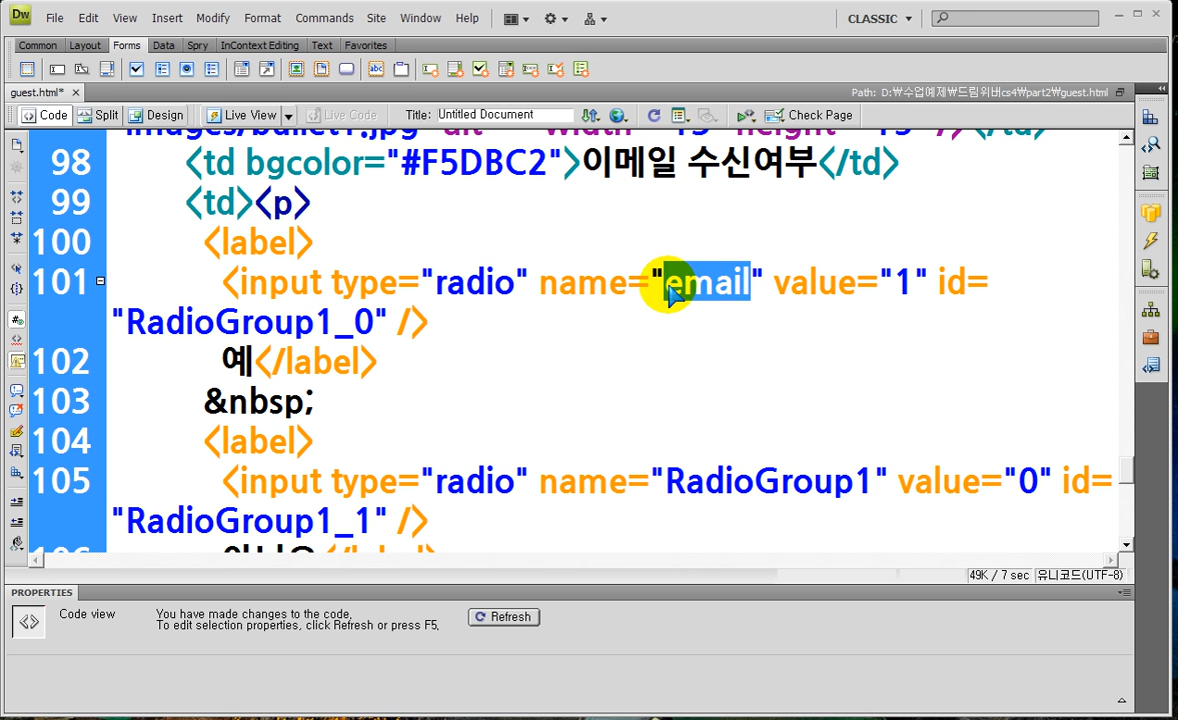 Dw File Edit View Insert Modify Format Commands Site Window Help CLASSIC
Common Layout Forms Data Spry InContext Editing Text Favorites
guest.html* Path: D:\수업예제\드림위버cs4\part2\guest.html
Code Split Design Live View Live Code Title: Untitled Document Check Page
98 <td bgcolor="#F5DBC2">이메일 수신여부</td>
99 <td><p>
100 <label>
101 <input type="radio" name="email" value="1" id=
"RadioGroup1_0" />
102 예</label>
103 &nbsp;
104 <label>
105 <input type="radio" name="RadioGroup1" value="0" id=
"RadioGroup1_1" />
49K / 7 sec 유니코드(UTF-8)
PROPERTIES
Code view You have made changes to the code. Refresh
To edit selection properties, click Refresh or press F5.